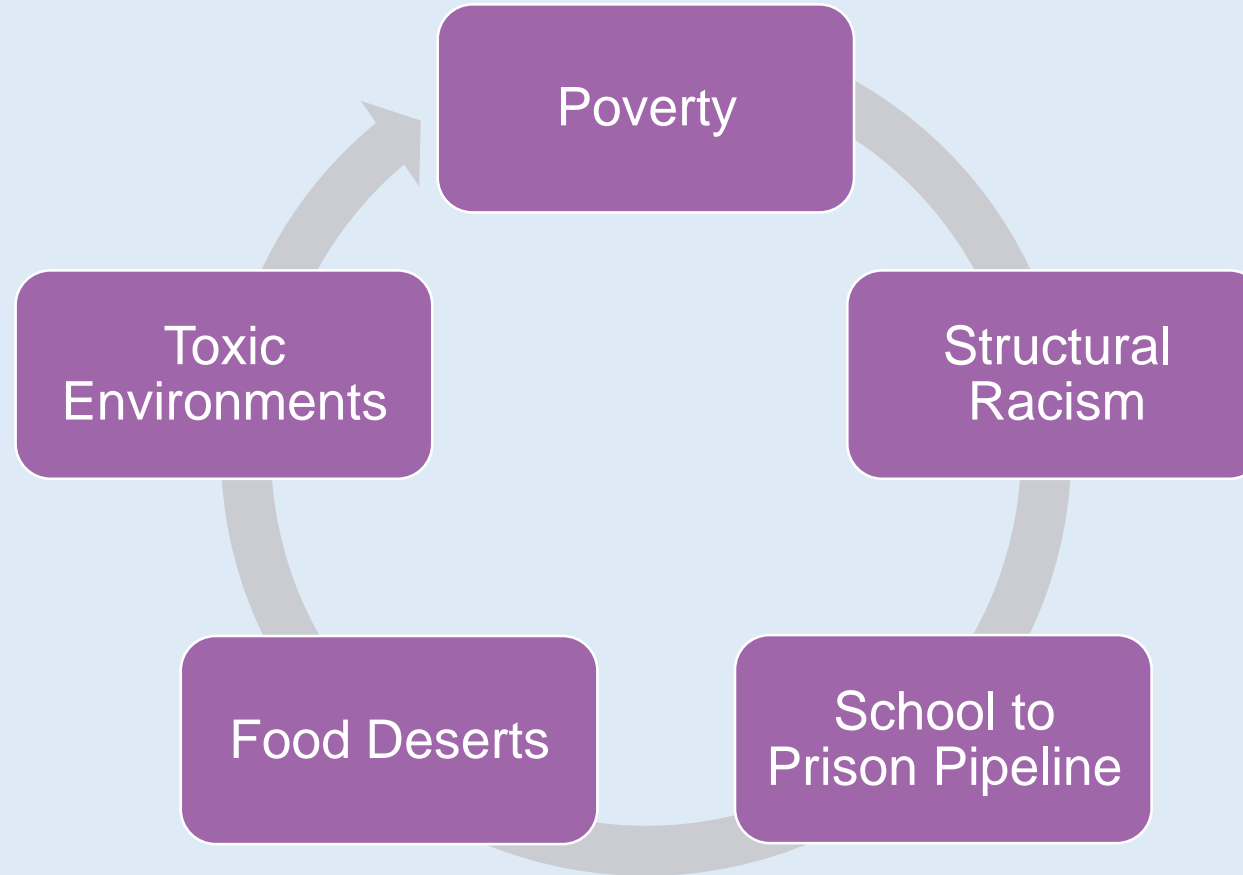 Poverty
Structural
Racism
School to
Prison Pipeline
Food Deserts
Toxic
Environments